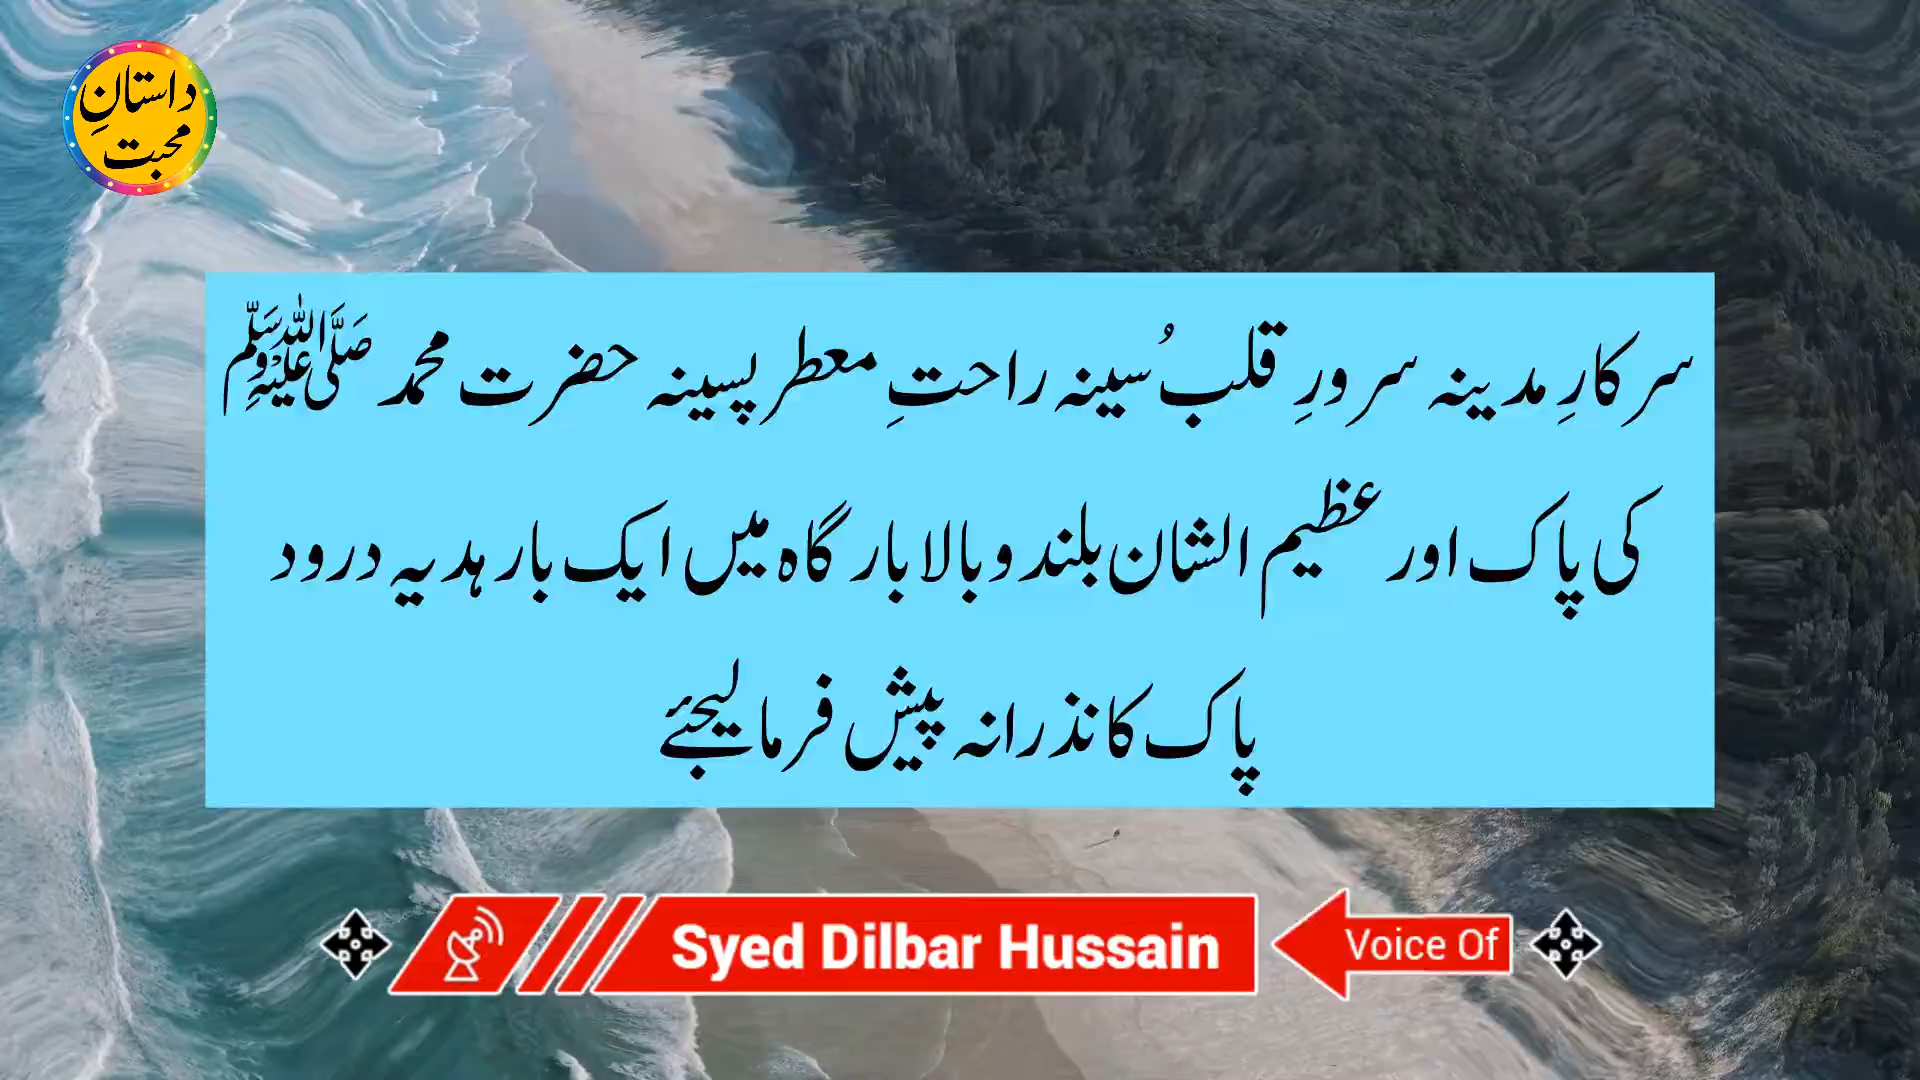 داستانِ
محبت
سرکارِ مدینہ سرورِ قلبُ سینہ راحتِ معطر پسینہ حضرت محمد ﷺ
کی پاک اور عظیم الشان بلند و بالا بارگاہ میں ایک بار ہدیہ درود
پاک کا نذرانہ پیش فرما لیجئے
Syed Dilbar Hussain Voice Of